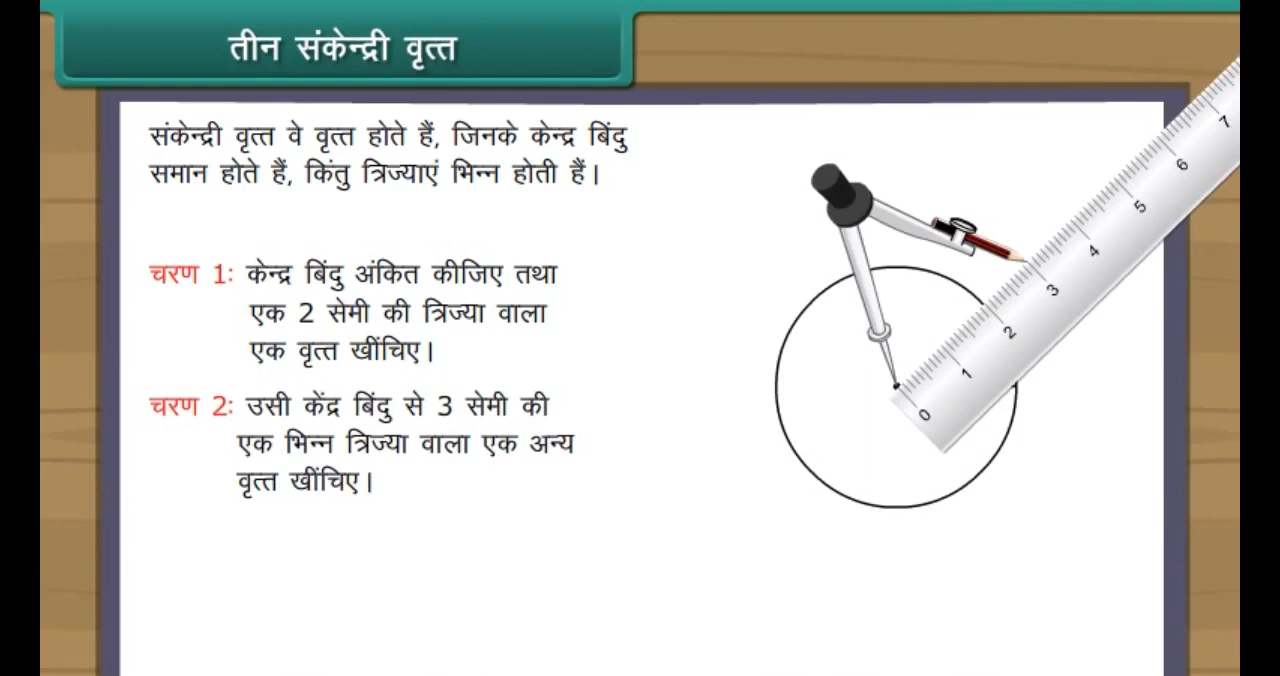 तीन संकेन्द्री वृत्त
संकेन्द्री वृत्त वे वृत्त होते हैं, जिनके केन्द्र बिंदु
समान होते हैं, किंतु त्रिज्याएं भिन्न होती हैं।
चरण 1: केन्द्र बिंदु अंकित कीजिए तथा
एक 2 सेमी की त्रिज्या वाला
एक वृत्त खींचिए।
चरण 2: उसी केंद्र बिंदु से 3 सेमी की
एक भिन्न त्रिज्या वाला एक अन्य
वृत्त खींचिए।
0 1 2 3 4 5 6 7